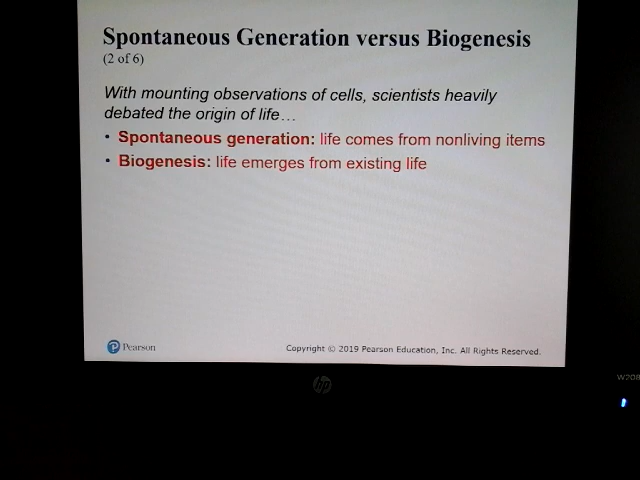 Spontaneous Generation versus Biogenesis
(2 of 6)
With mounting observations of cells, scientists heavily
debated the origin of life…
• Spontaneous generation: life comes from nonliving items
• Biogenesis: life emerges from existing life
Pearson
Copyright © 2019 Pearson Education, Inc. All Rights Reserved.
hp